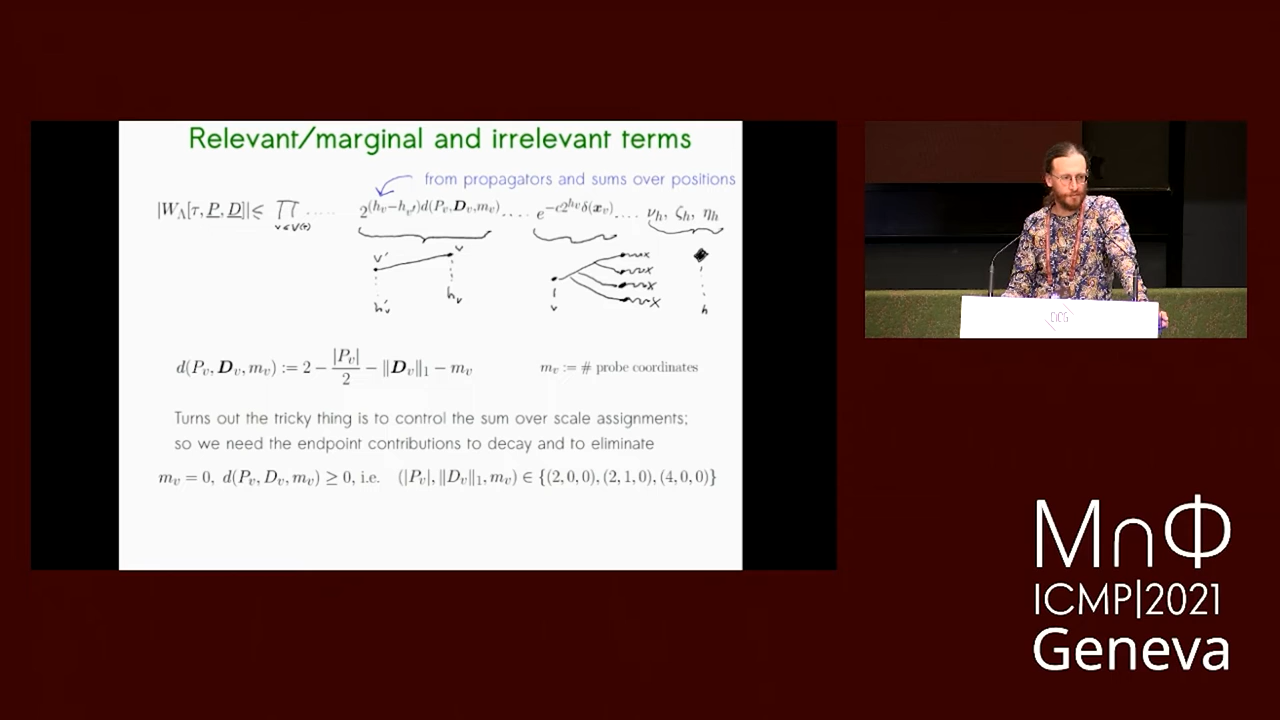 Relevant/marginal and irrelevant terms
from propagators and sums over positions
|W_Λ[τ, P, D]| ≤ ∏_{v∈V(τ)} ..... 2^{(h_v−h_{v'})d(P_v,D_v,m_v)} .... e^{−c2^{h_v}δ(x_v)} .... ν_h, ζ_h, η_h
v' v
h_v' h_v v h
d(P_v, D_v, m_v) := 2 − |P_v|/2 − ‖D_v‖_1 − m_v m_v := # probe coordinates
Turns out the tricky thing is to control the sum over scale assignments;
so we need the endpoint contributions to decay and to eliminate
m_v = 0, d(P_v, D_v, m_v) ≥ 0, i.e. (|P_v|, ‖D_v‖_1, m_v) ∈ {(2, 0, 0), (2, 1, 0), (4, 0, 0)}
CICG
M∩Φ
ICMP|2021
Geneva